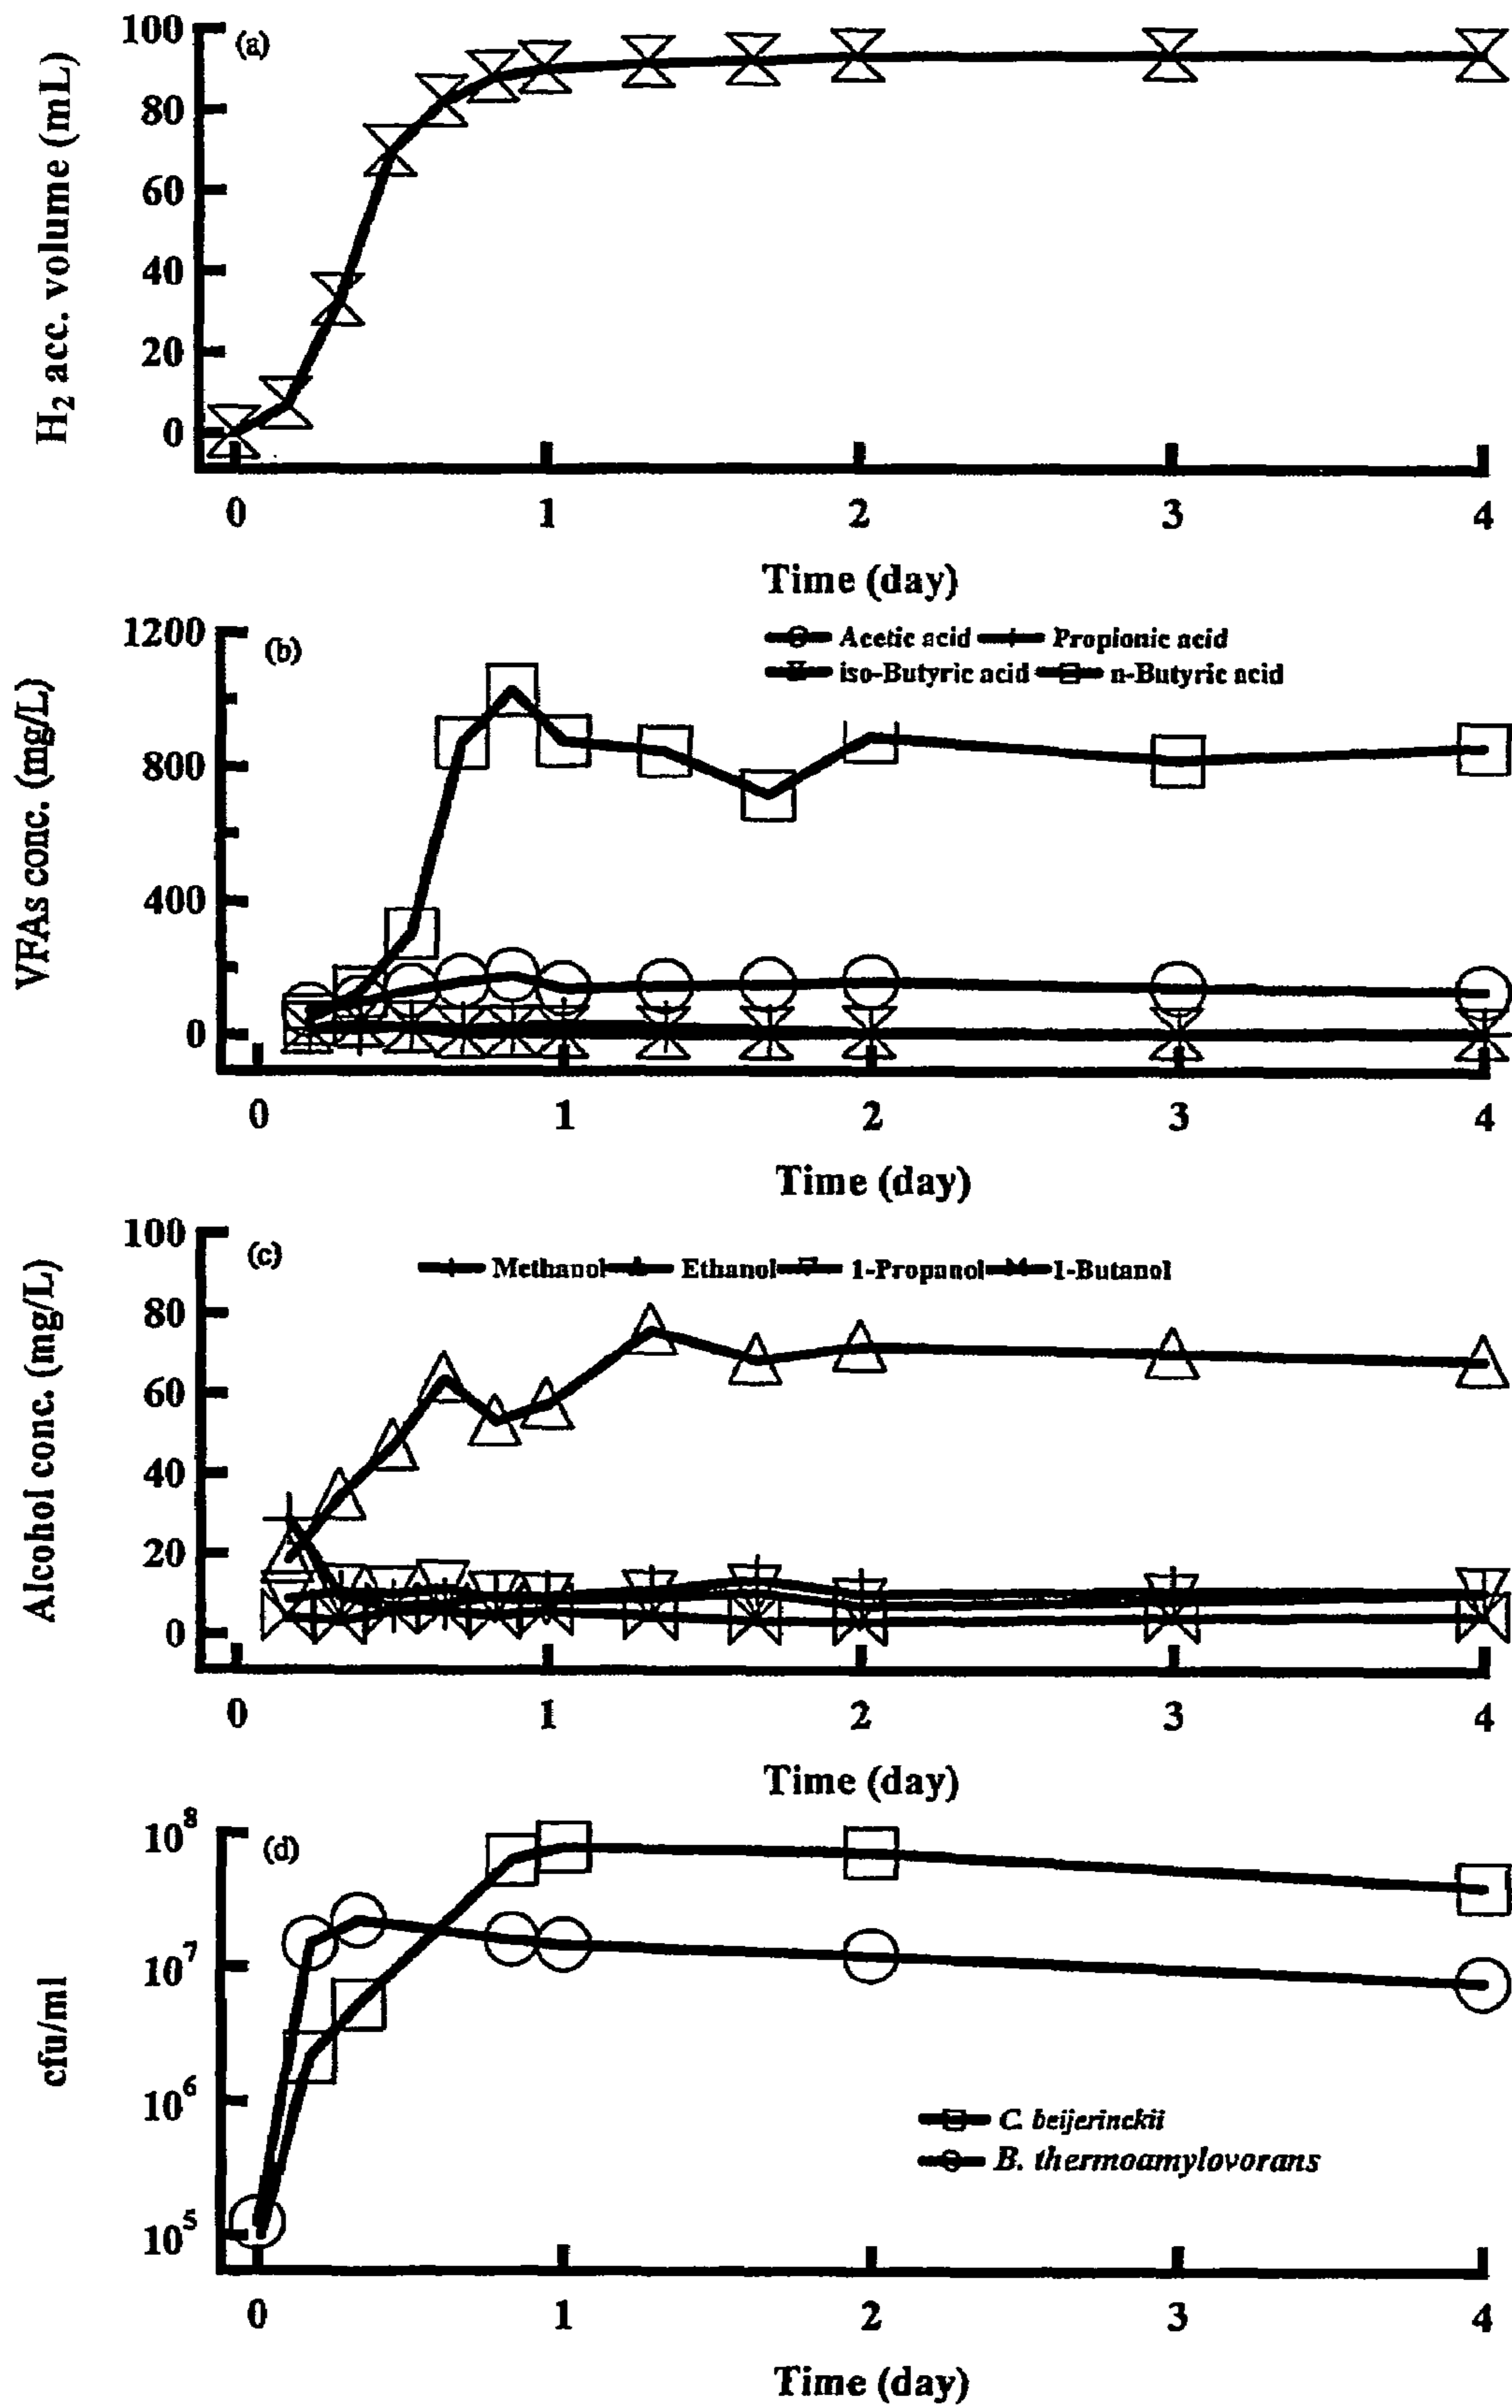 (a)
H₂ acc. volume (mL)
100
80
60
40
20
0
0 1 2 3 4
Time (day)
(b)
Acetic acid Propionic acid
iso-Butyric acid n-Butyric acid
VFAs conc. (mg/L)
1200
800
400
0
0 1 2 3 4
Time (day)
(c)
Methanol Ethanol 1-Propanol 1-Butanol
Alcohol conc. (mg/L)
100
80
60
40
20
0
0 1 2 3 4
Time (day)
(d)
cfu/ml
10⁸
10⁷
10⁶
10⁵
C. beijerinckii
B. thermoamylovorans
0 1 2 3 4
Time (day)